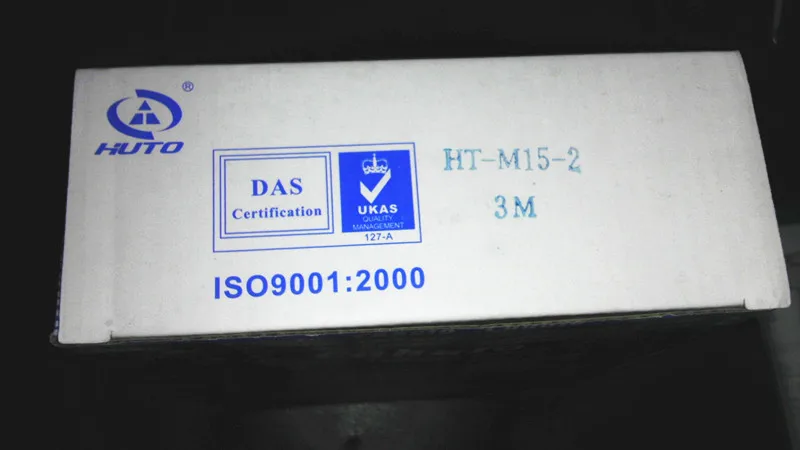 ®
HUTO
DAS
Certification
UKAS
QUALITY
MANAGEMENT
127-A
ISO9001:2000
HT-M15-2
3M